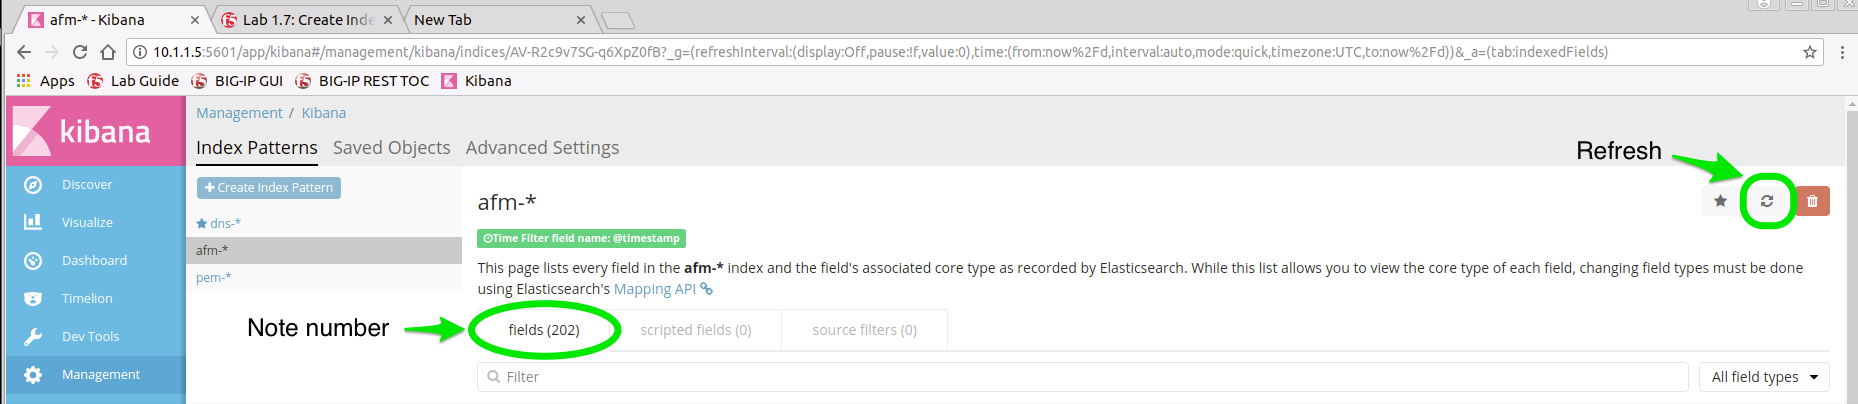 afm-* - Kibana
Lab 1.7: Create Inde
New Tab
10.1.1.5:5601/app/kibana#/management/kibana/indices/AV-R2c9v7SG-q6XpZ0fB?_g=(refreshInterval:(display:Off,pause:!f,value:0),time:(from:now%2Fd,interval:auto,mode:quick,timezone:UTC,to:now%2Fd))&_a=(tab:indexedFields)
Apps Lab Guide BIG-IP GUI BIG-IP REST TOC Kibana
kibana
Discover
Visualize
Dashboard
Timelion
Dev Tools
Management
Management / Kibana
Index Patterns Saved Objects Advanced Settings
Create Index Pattern
dns-*
afm-*
pem-*
Refresh
afm-*
Time Filter field name: @timestamp
This page lists every field in the afm-* index and the field's associated core type as recorded by Elasticsearch. While this list allows you to view the core type of each field, changing field types must be done
using Elasticsearch's Mapping API
Note number
fields (202) scripted fields (0) source filters (0)
Filter
All field types